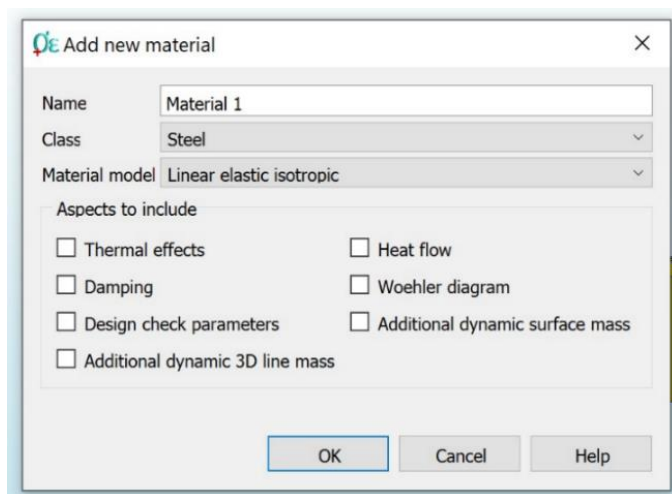 Add new material
Name Material 1
Class Steel
Material model Linear elastic isotropic
Aspects to include
Thermal effects Heat flow
Damping Woehler diagram
Design check parameters Additional dynamic surface mass
Additional dynamic 3D line mass
OK Cancel Help